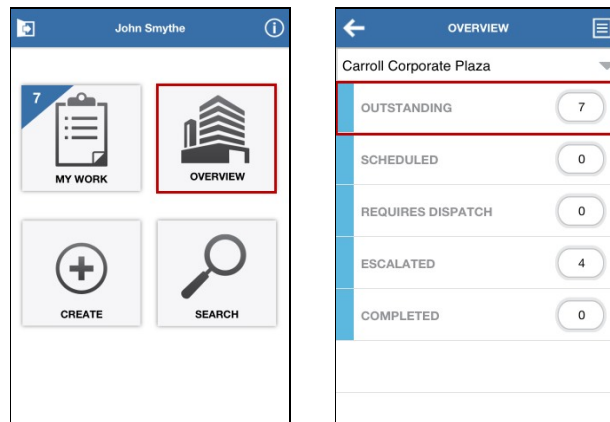 John Smythe
7
MY WORK
OVERVIEW
CREATE
SEARCH
OVERVIEW
Carroll Corporate Plaza
OUTSTANDING 7
SCHEDULED 0
REQUIRES DISPATCH 0
ESCALATED 4
COMPLETED 0